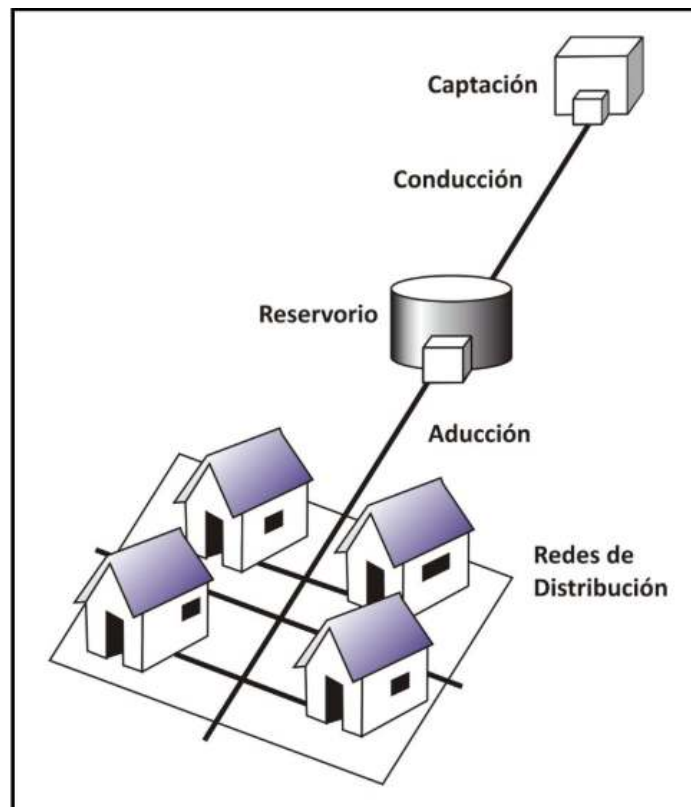 Captación
Conducción
Reservorio
Aducción
Redes de
Distribución